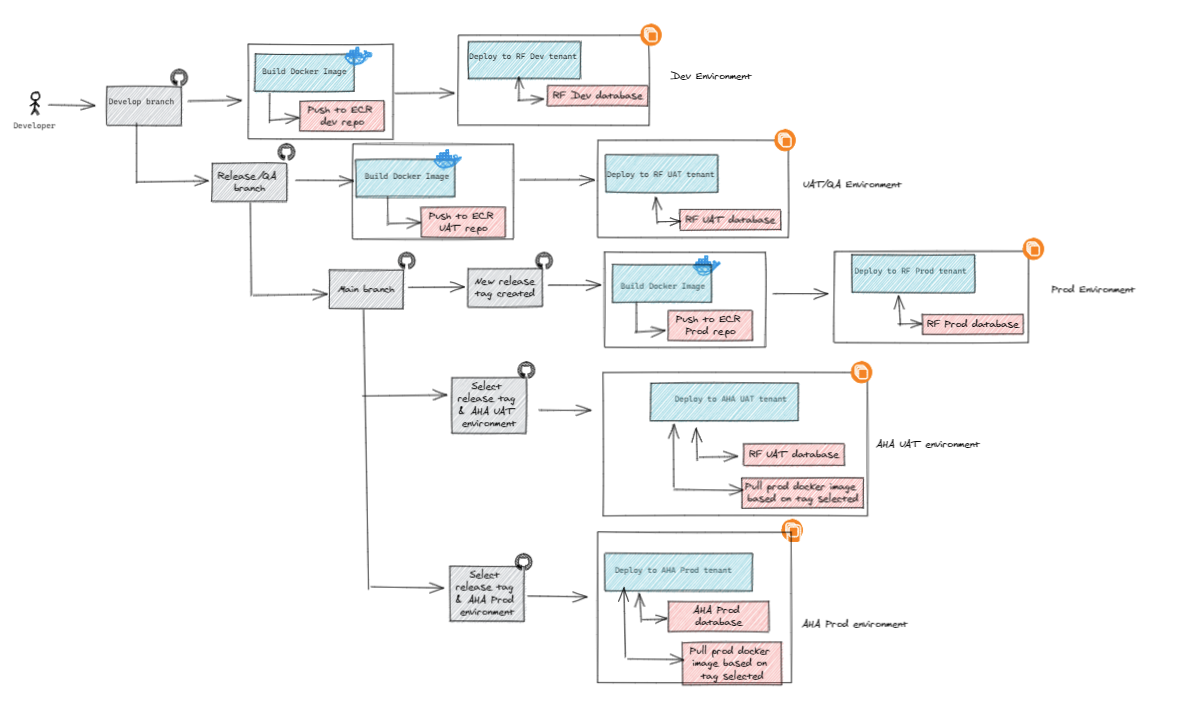 Developer
Develop branch
Build Docker Image
Push to ECR
dev repo
Deploy to RF Dev tenant
RF Dev database
Dev Environment
Release/QA
branch
Build Docker Image
Push to ECR
UAT repo
Deploy to RF UAT tenant
RF UAT database
UAT/QA Environment
Main branch
New release
tag created
Build Docker Image
Push to ECR
Prod repo
Deploy to RF Prod tenant
RF Prod database
Prod Environment
Select
release tag
& AHA UAT
environment
Deploy to AHA UAT tenant
RF UAT database
Pull prod docker image
based on tag selected
AHA UAT environment
Select
release tag
& AHA Prod
environment
Deploy to AHA Prod tenant
AHA Prod
database
Pull prod docker
image based on
tag selected
AHA Prod environment